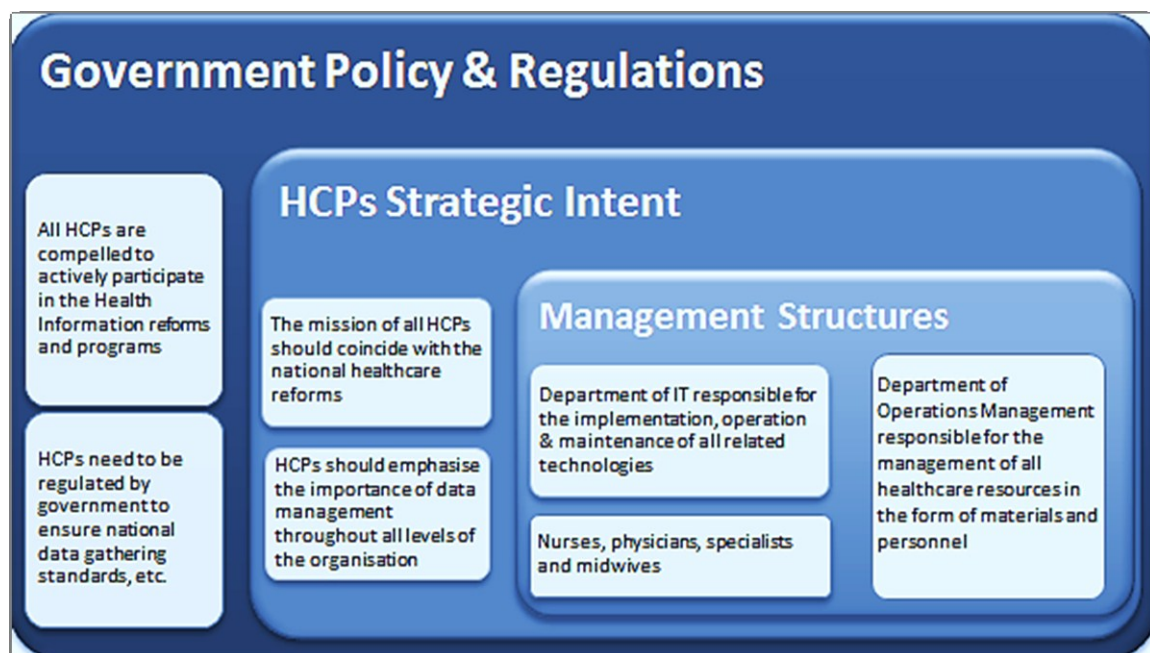 Government Policy & Regulations
All HCPs are
compelled to
actively participate
in the Health
Information reforms
and programs
HCPs need to be
regulated by
government to
ensure national
data gathering
standards, etc.
HCPs Strategic Intent
The mission of all HCPs
should coincide with the
national healthcare
reforms
HCPs should emphasise
the importance of data
management
throughout all levels of
the organisation
Management Structures
Department of IT responsible for
the implementation, operation
& maintenance of all related
technologies
Nurses, physicians, specialists
and midwives
Department of
Operations Management
responsible for the
management of all
healthcare resources in
the form of materials and
personnel